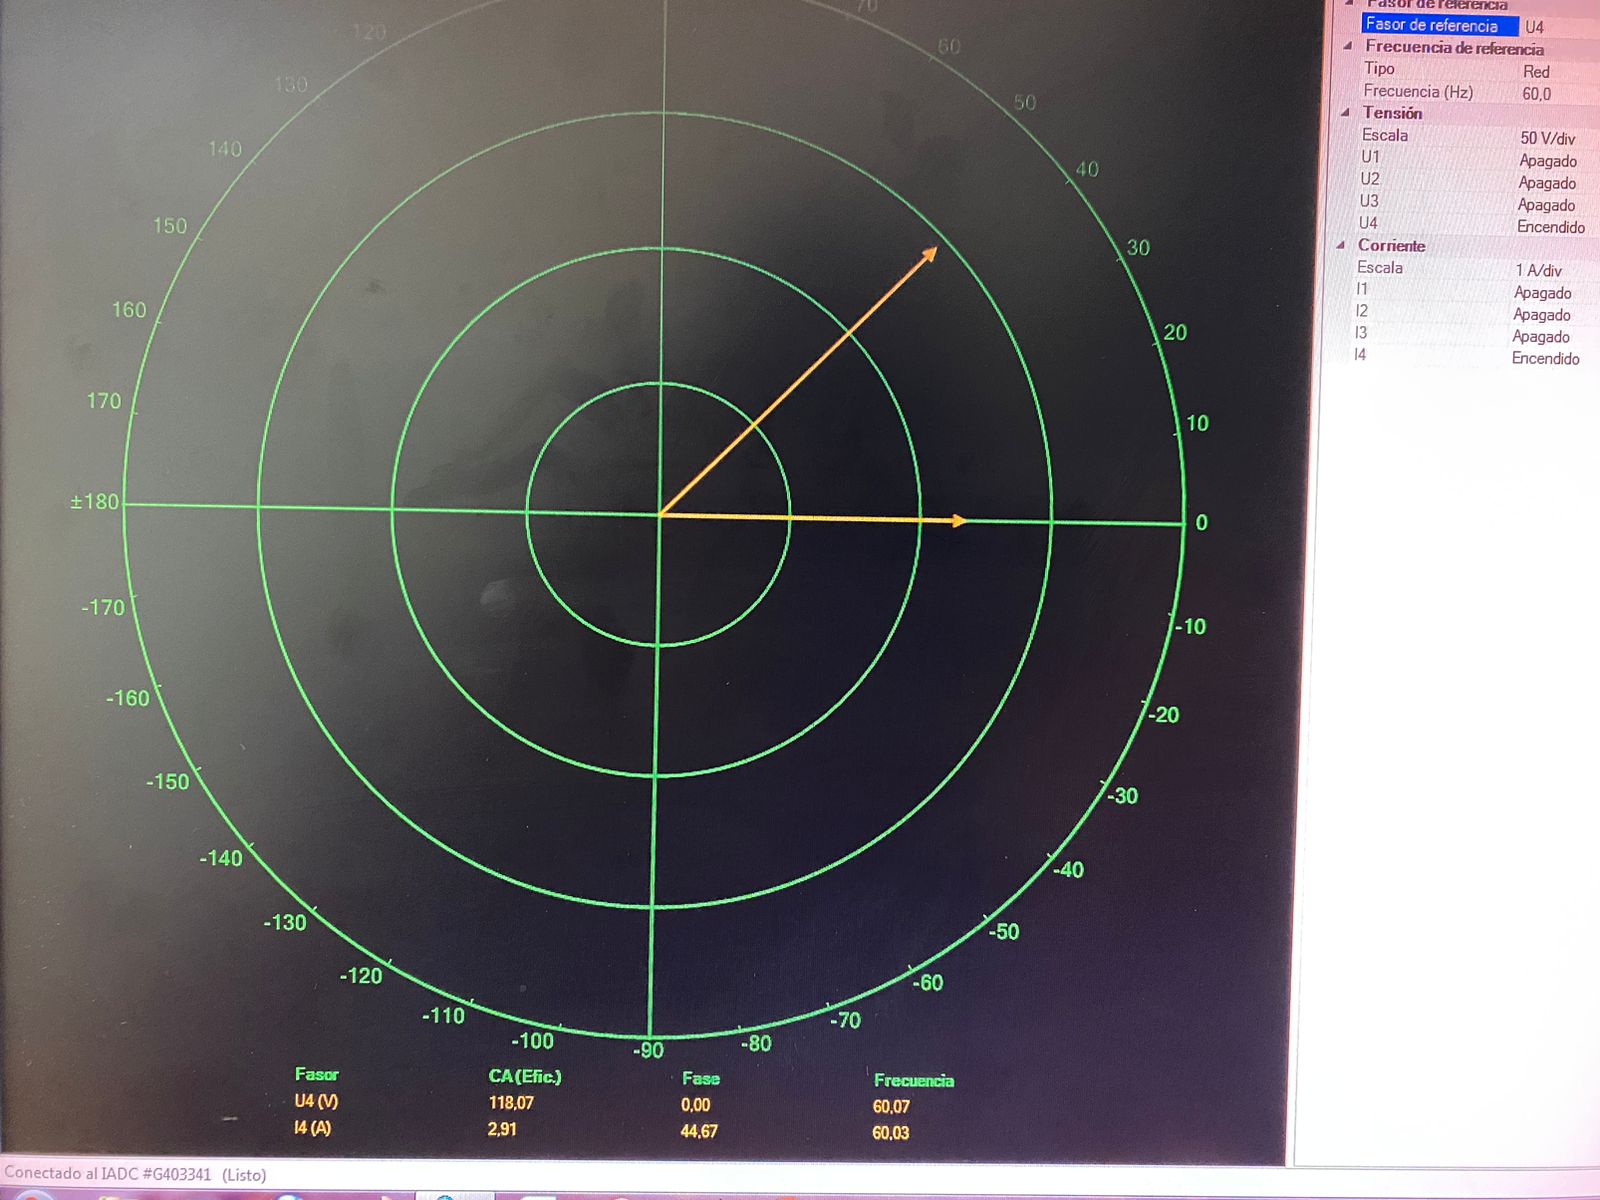 70
120
60
130
50
140
40
150
30
160
20
170
10
±180
0
-170
-10
-160
-20
-150
-30
-140
-40
-130
-50
-120
-60
-110
-70
-100
-80
-90
Fasor CA(Efic.) Fase Frecuencia
U4 (V) 118,07 0,00 60,07
I4 (A) 2,91 44,67 60,03
Fasor de referencia
Fasor de referencia U4
Frecuencia de referencia
Tipo Red
Frecuencia (Hz) 60,0
Tensión
Escala 50 V/div
U1 Apagado
U2 Apagado
U3 Apagado
U4 Encendido
Corriente
Escala 1 A/div
I1 Apagado
I2 Apagado
I3 Apagado
I4 Encendido
Conectado al IADC #G403341 (Listo)